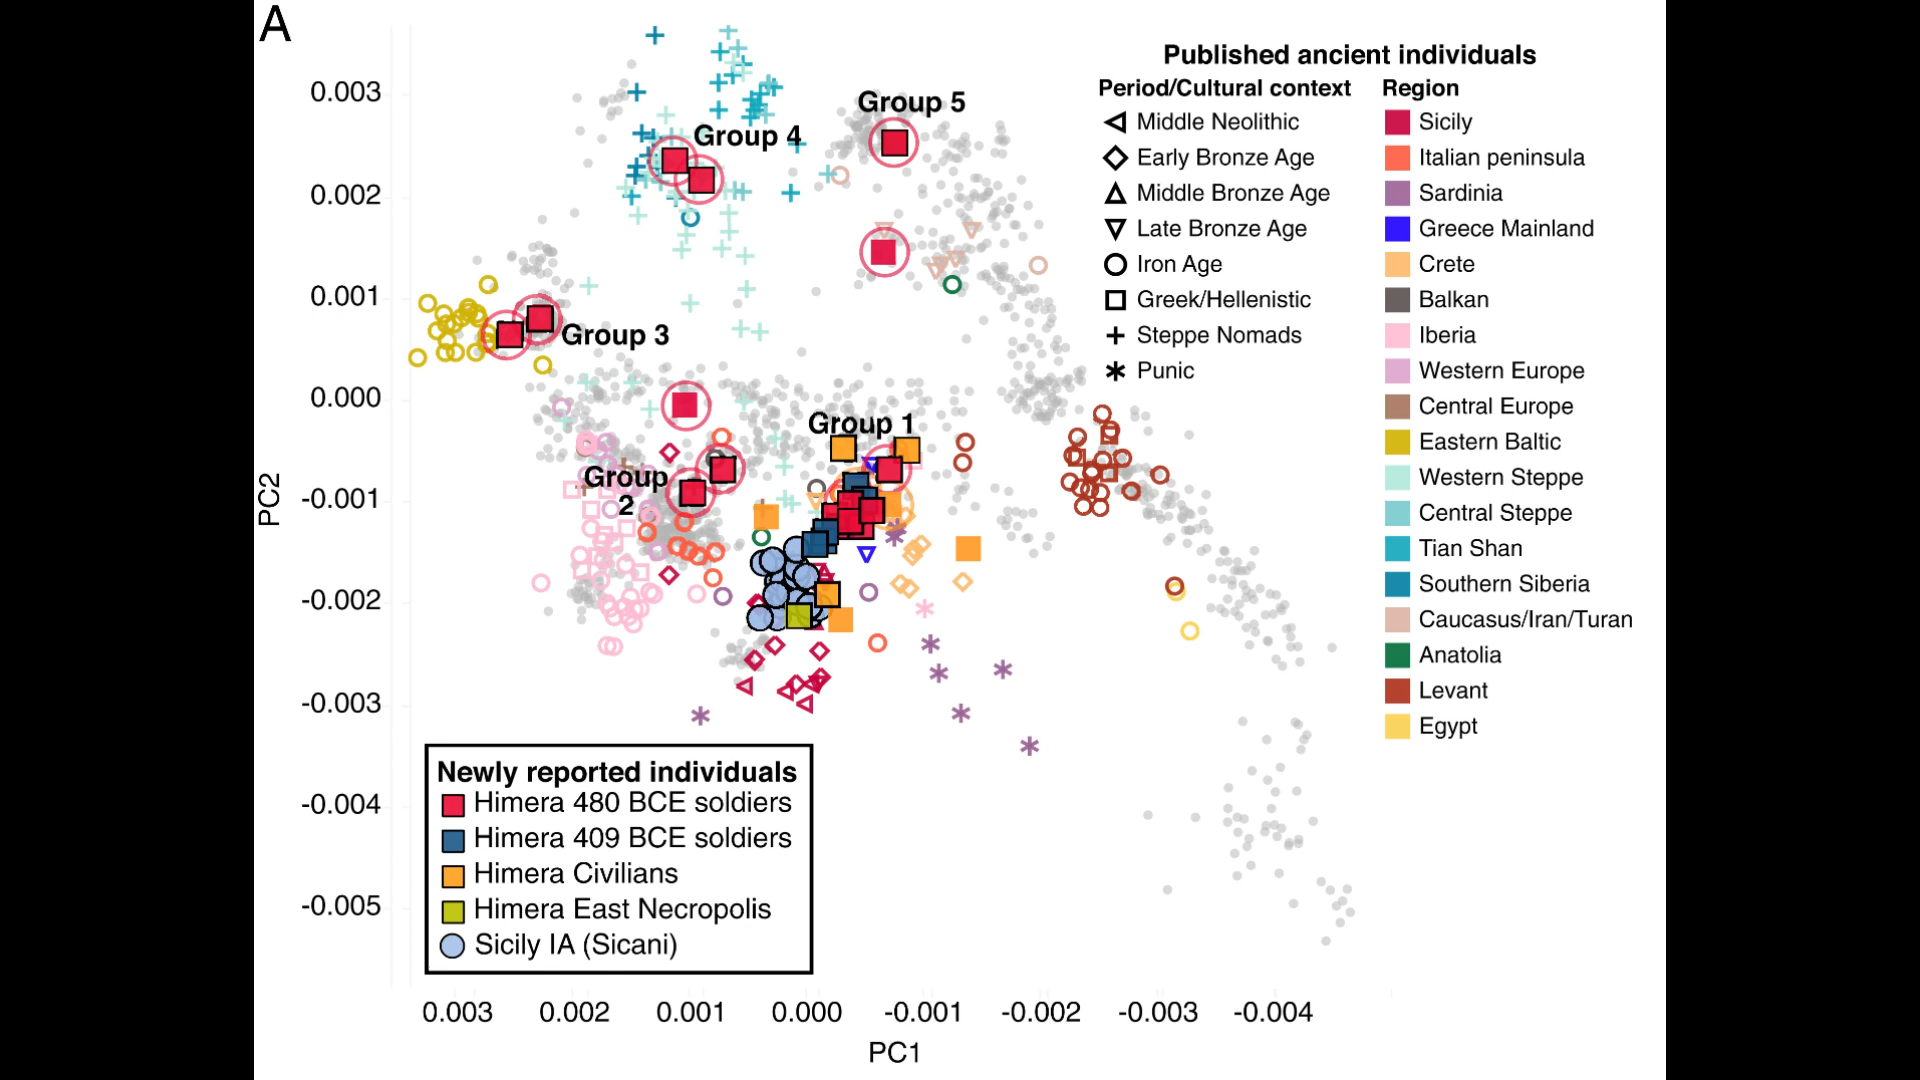 A
Published ancient individuals
Period/Cultural context
Middle Neolithic
Early Bronze Age
Middle Bronze Age
Late Bronze Age
Iron Age
Greek/Hellenistic
Steppe Nomads
Punic
Region
Sicily
Italian peninsula
Sardinia
Greece Mainland
Crete
Balkan
Iberia
Western Europe
Central Europe
Eastern Baltic
Western Steppe
Central Steppe
Tian Shan
Southern Siberia
Caucasus/Iran/Turan
Anatolia
Levant
Egypt
Group 5
Group 4
Group 3
Group 1
Group
2
PC2
0.003
0.002
0.001
0.000
-0.001
-0.002
-0.003
-0.004
-0.005
Newly reported individuals
Himera 480 BCE soldiers
Himera 409 BCE soldiers
Himera Civilians
Himera East Necropolis
Sicily IA (Sicani)
0.003 0.002 0.001 0.000 -0.001 -0.002 -0.003 -0.004
PC1